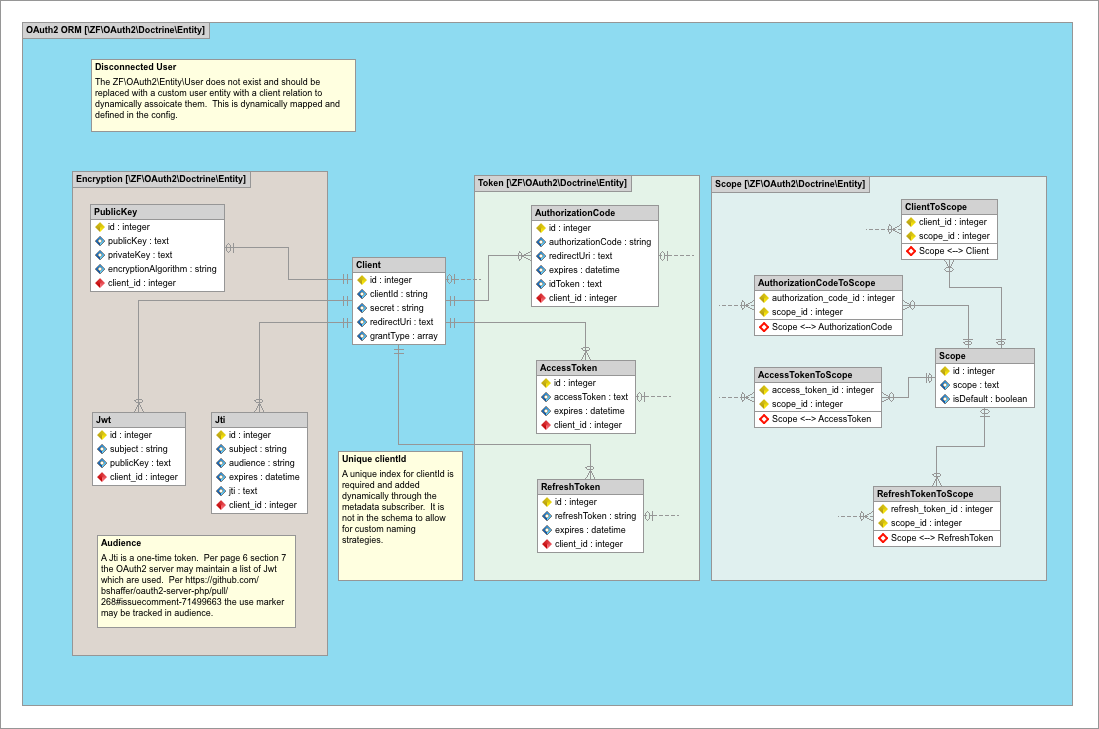 OAuth2 ORM [\ZF\OAuth2\Doctrine\Entity]
Disconnected User
The ZF\OAuth2\Entity\User does not exist and should be
replaced with a custom user entity with a client relation to
dynamically assoicate them.  This is dynamically mapped and
defined in the config.
Encryption [\ZF\OAuth2\Doctrine\Entity]
PublicKey
id : integer
publicKey : text
privateKey : text
encryptionAlgorithm : string
client_id : integer
Jwt
id : integer
subject : string
publicKey : text
client_id : integer
Jti
id : integer
subject : string
audience : string
expires : datetime
jti : text
client_id : integer
Audience
A Jti is a one-time token.  Per page 6 section 7
the OAuth2 server may maintain a list of Jwt
which are used.  Per https://github.com/
bshaffer/oauth2-server-php/pull/
268#issuecomment-71499663 the use marker
may be tracked in audience.
Client
id : integer
clientId : string
secret : string
redirectUri : text
grantType : array
Unique clientId
A unique index for clientId is
required and added
dynamically through the
metadata subscriber.  It is
not in the schema to allow
for custom naming
strategies.
Token [\ZF\OAuth2\Doctrine\Entity]
AuthorizationCode
id : integer
authorizationCode : string
redirectUri : text
expires : datetime
idToken : text
client_id : integer
AccessToken
id : integer
accessToken : text
expires : datetime
client_id : integer
RefreshToken
id : integer
refreshToken : string
expires : datetime
client_id : integer
Scope [\ZF\OAuth2\Doctrine\Entity]
ClientToScope
client_id : integer
scope_id : integer
Scope <--> Client
AuthorizationCodeToScope
authorization_code_id : integer
scope_id : integer
Scope <--> AuthorizationCode
AccessTokenToScope
access_token_id : integer
scope_id : integer
Scope <--> AccessToken
Scope
id : integer
scope : text
isDefault : boolean
RefreshTokenToScope
refresh_token_id : integer
scope_id : integer
Scope <--> RefreshToken